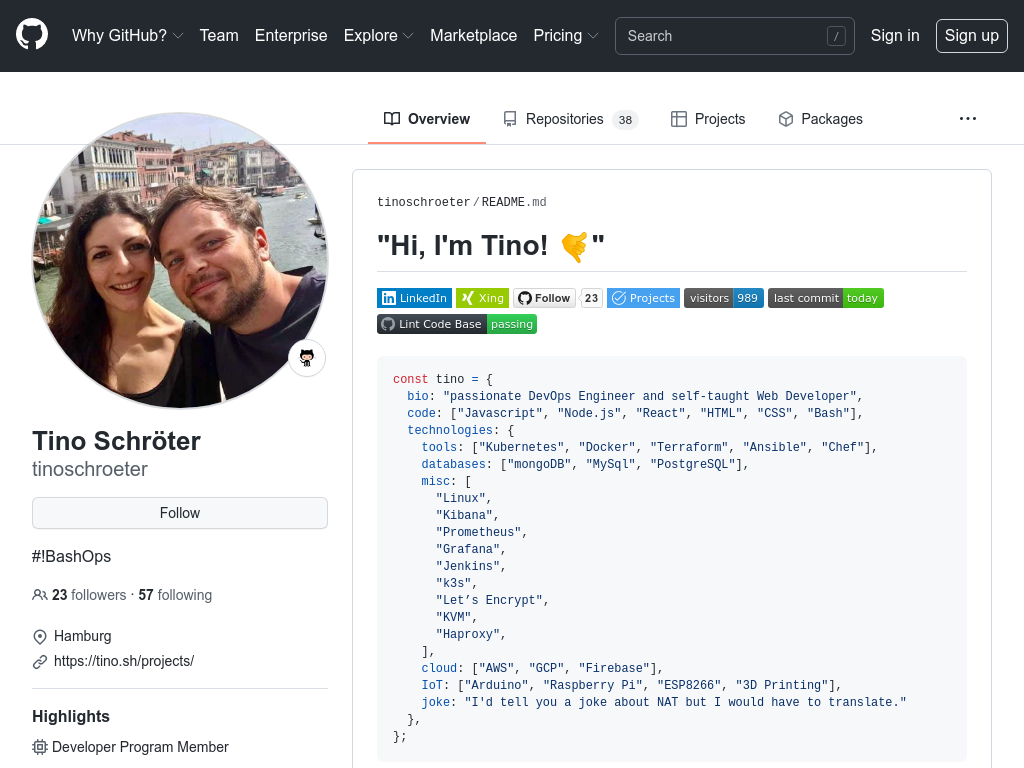 Why GitHub? Team Enterprise Explore Marketplace Pricing Search / Sign in Sign up
Overview Repositories 38 Projects Packages
tinoschroeter/README.md
"Hi, I'm Tino! 🤙"
LinkedIn Xing Follow 23 Projects visitors 989 last commit today
Lint Code Base passing
const tino = {
bio: "passionate DevOps Engineer and self-taught Web Developer",
code: ["Javascript", "Node.js", "React", "HTML", "CSS", "Bash"],
technologies: {
tools: ["Kubernetes", "Docker", "Terraform", "Ansible", "Chef"],
databases: ["mongoDB", "MySql", "PostgreSQL"],
misc: [
"Linux",
"Kibana",
"Prometheus",
"Grafana",
"Jenkins",
"k3s",
"Let’s Encrypt",
"KVM",
"Haproxy",
],
cloud: ["AWS", "GCP", "Firebase"],
IoT: ["Arduino", "Raspberry Pi", "ESP8266", "3D Printing"],
joke: "I'd tell you a joke about NAT but I would have to translate."
},
};
Tino Schröter
tinoschroeter
Follow
#!BashOps
23 followers · 57 following
Hamburg
https://tino.sh/projects/
Highlights
Developer Program Member